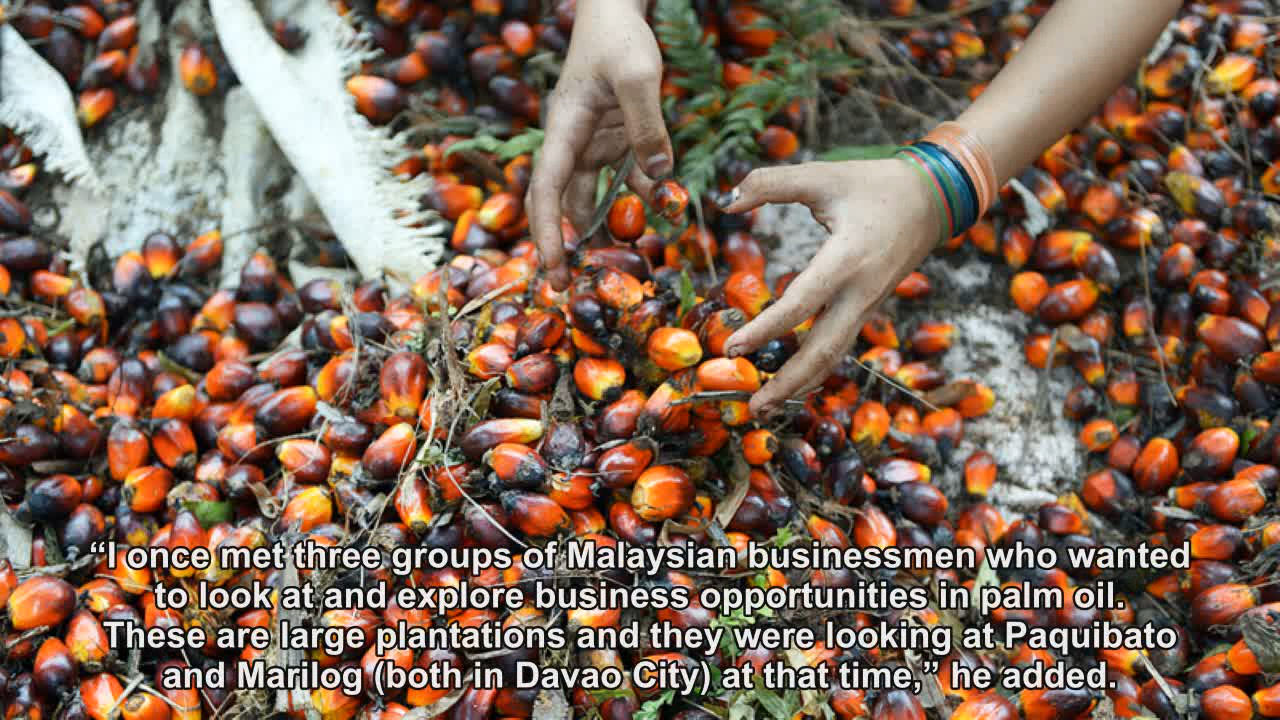 “I once met three groups of Malaysian businessmen who wanted
to look at and explore business opportunities in palm oil.
These are large plantations and they were looking at Paquibato
and Marilog (both in Davao City) at that time,” he added.